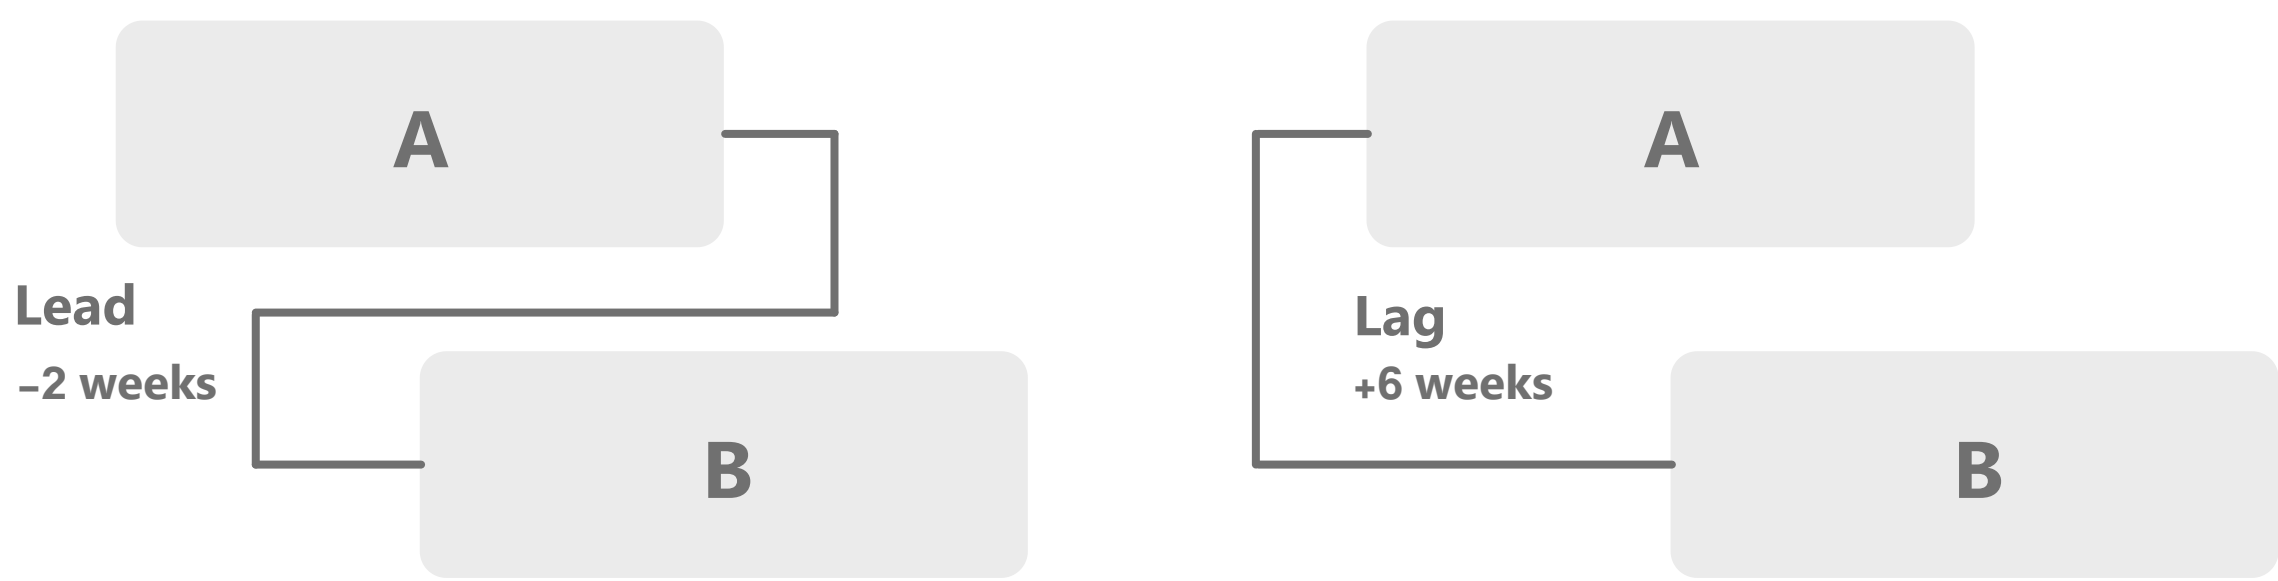 A
Lead
–2 weeks
B
A
Lag
+6 weeks
B